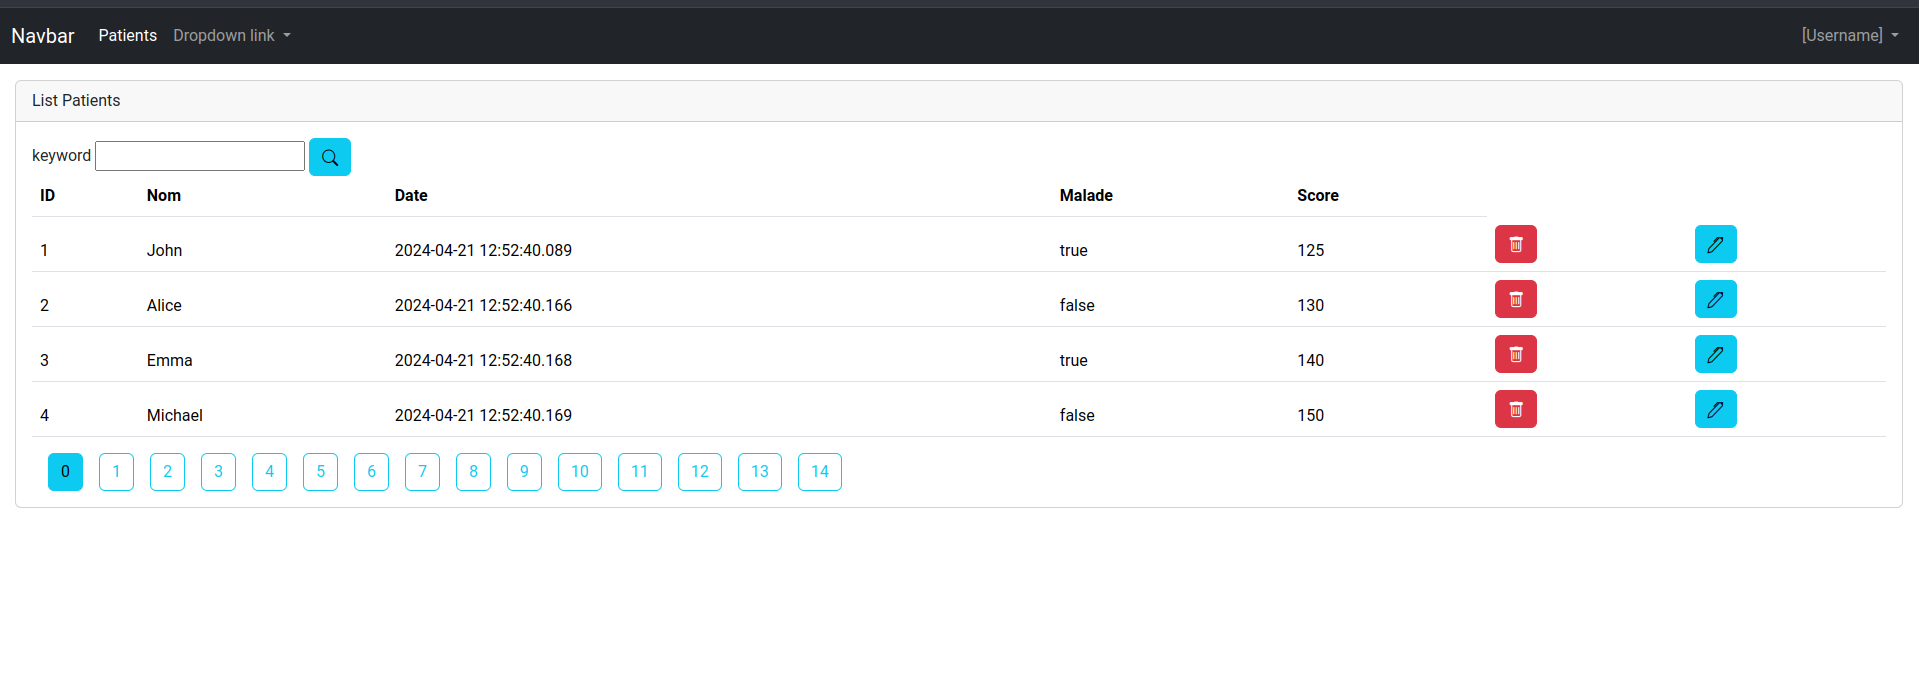 Navbar Patients Dropdown link [Username]
List Patients
keyword
ID Nom Date Malade Score
1 John 2024-04-21 12:52:40.089 true 125
2 Alice 2024-04-21 12:52:40.166 false 130
3 Emma 2024-04-21 12:52:40.168 true 140
4 Michael 2024-04-21 12:52:40.169 false 150
0 1 2 3 4 5 6 7 8 9 10 11 12 13 14